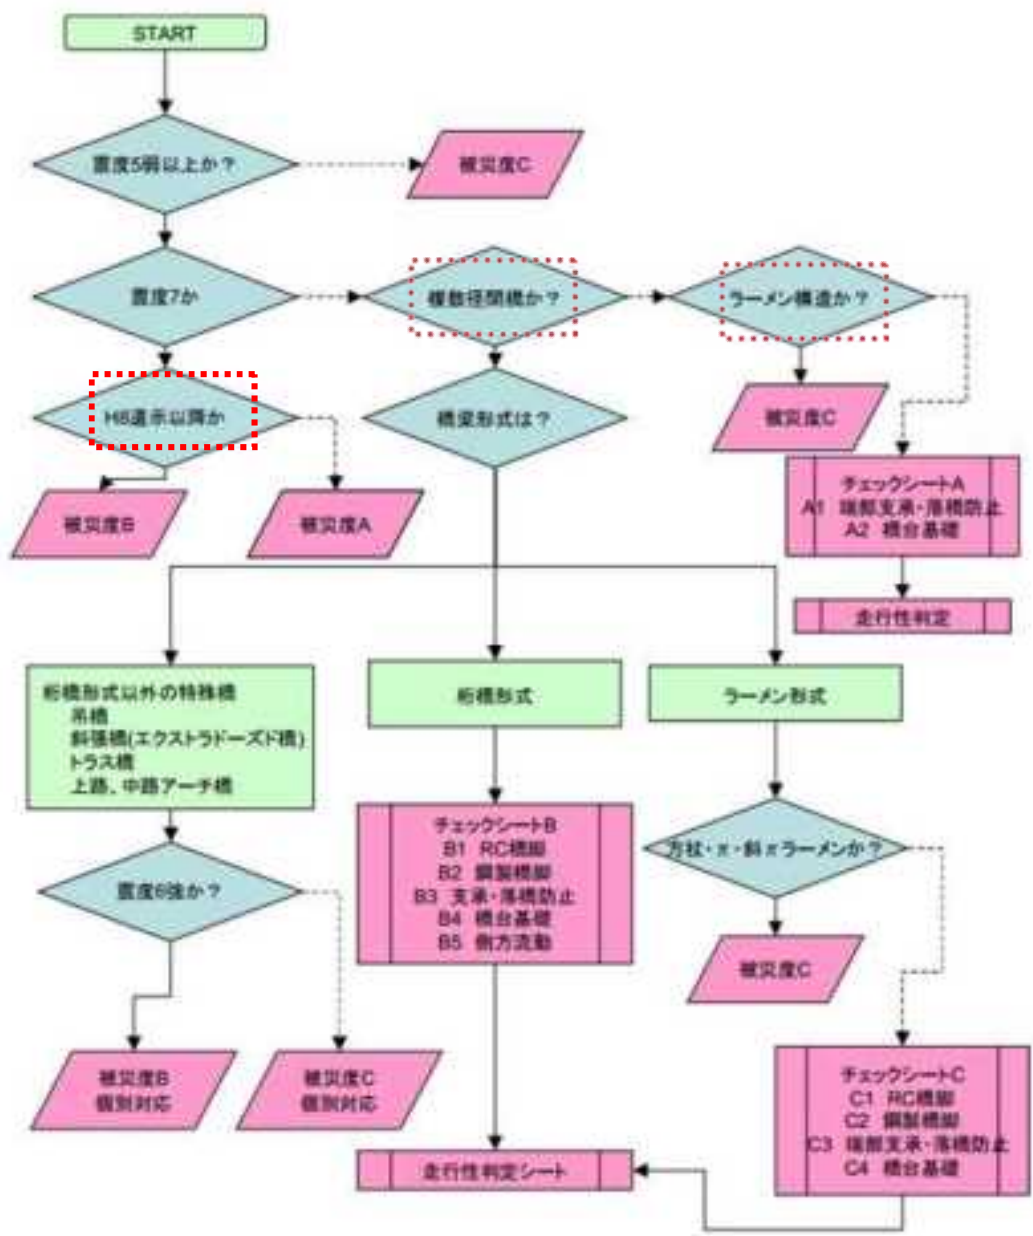 START
震度5弱以上か？
被災度C
震度7か
複数径間橋か？
ラーメン構造か？
H8道示以降か
橋梁形式は？
被災度C
被災度B
被災度A
チェックシートA
A1 端部支承・落橋防止
A2 橋台基礎
走行性判定
桁橋形式以外の特殊橋
吊橋
斜張橋(エクストラドーズド橋)
トラス橋
上路、中路アーチ橋
桁橋形式
ラーメン形式
チェックシートB
B1 RC橋脚
B2 鋼製橋脚
B3 支承・落橋防止
B4 橋台基礎
B5 側方流動
方杖・π・斜πラーメンか？
震度6強か？
被災度C
被災度B
個別対応
被災度C
個別対応
チェックシートC
C1 RC橋脚
C2 鋼製橋脚
C3 端部支承・落橋防止
C4 橋台基礎
走行性判定シート